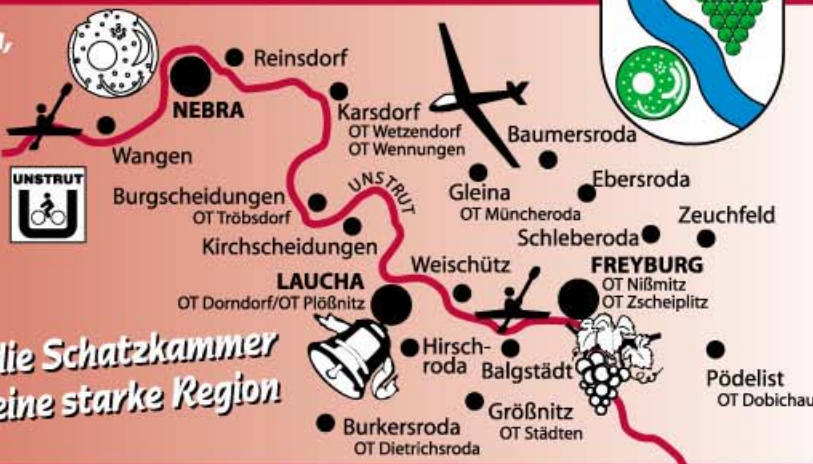 Reinsdorf
NEBRA
Karsdorf
OT Wetzendorf
OT Wennungen
Baumersroda
Wangen
UNSTRUT
Burgscheidungen
OT Tröbsdorf
UNSTRUT
Gleina
OT Müncheroda
Ebersroda
Zeuchfeld
Kirchscheidungen
Schleberoda
LAUCHA
OT Dorndorf/OT Plößnitz
Weischütz
FREYBURG
OT Nißmitz
OT Zscheiplitz
die Schatzkammer
eine starke Region
Hirsch-
roda
Balgstädt
Pödelist
OT Dobichau
Größnitz
OT Städten
Burkersroda
OT Dietrichsroda